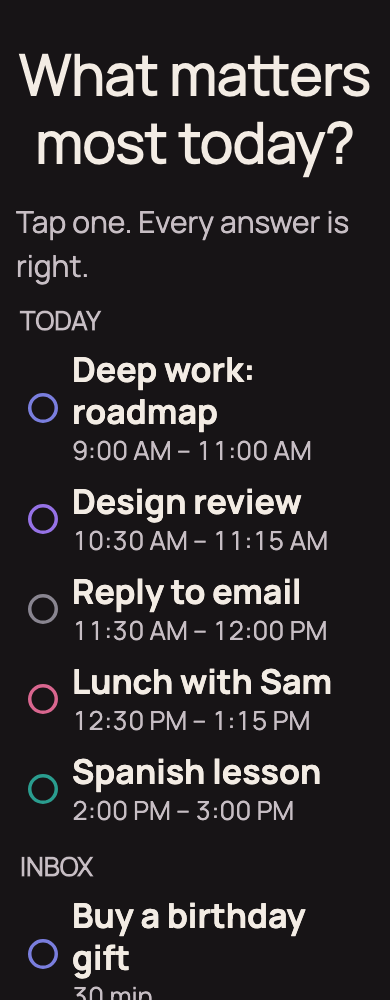 What matters
most today?
Tap one. Every answer is
right.
TODAY
Deep work:
roadmap
9:00 AM – 11:00 AM
Design review
10:30 AM – 11:15 AM
Reply to email
11:30 AM – 12:00 PM
Lunch with Sam
12:30 PM – 1:15 PM
Spanish lesson
2:00 PM – 3:00 PM
INBOX
Buy a birthday
gift
30 min